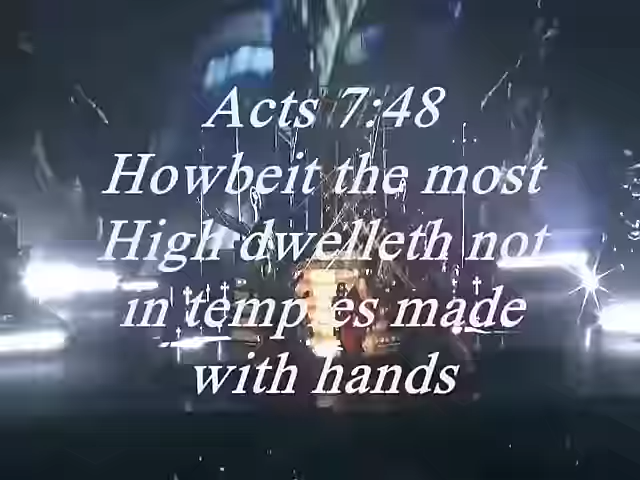 Acts 7:48
Howbeit the most
High dwelleth not
in temples made
with hands